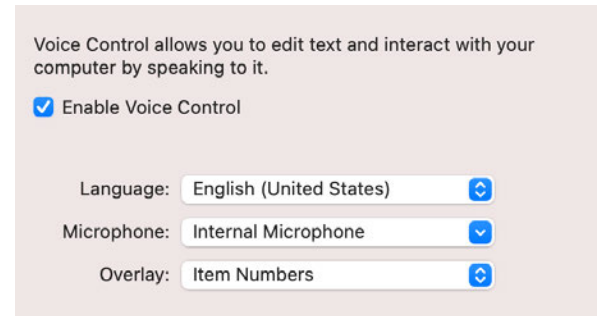 Voice Control allows you to edit text and interact with your
computer by speaking to it.
Enable Voice Control
Language: English (United States)
Microphone: Internal Microphone
Overlay: Item Numbers